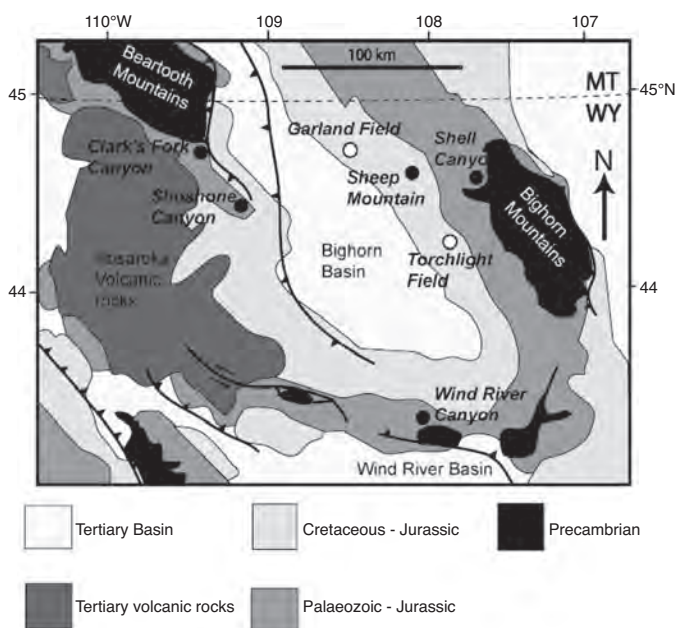 110°W 109 108 107
Beartooth
Mountains
100 km
MT
45
45°N
WY
Garland Field
Clark's Fork
Canyon
Shell
Canyo
N
Sheep
Mountain
Shoshone
Canyon
Bighorn
Mountains
Bighorn
Basin
Torchlight
Field
Volcanic
rocks
44
44
Wind River
Canyon
Wind River Basin
Tertiary Basin
Cretaceous - Jurassic
Precambrian
Tertiary volcanic rocks
Palaeozoic - Jurassic